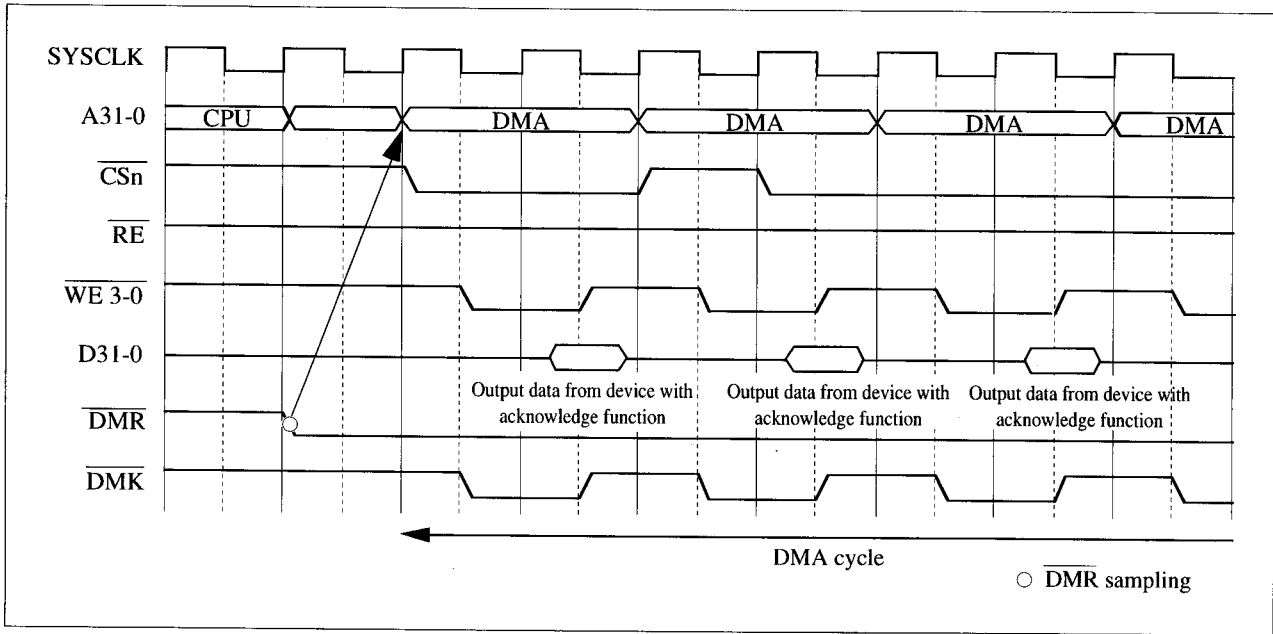 SYSCLK
A31-0
CPU
DMA
DMA
DMA
DMA
CSn
RE
WE 3-0
D31-0
Output data from device with
acknowledge function
Output data from device with
acknowledge function
Output data from device with
acknowledge function
DMR
DMK
DMA cycle
○ DMR sampling